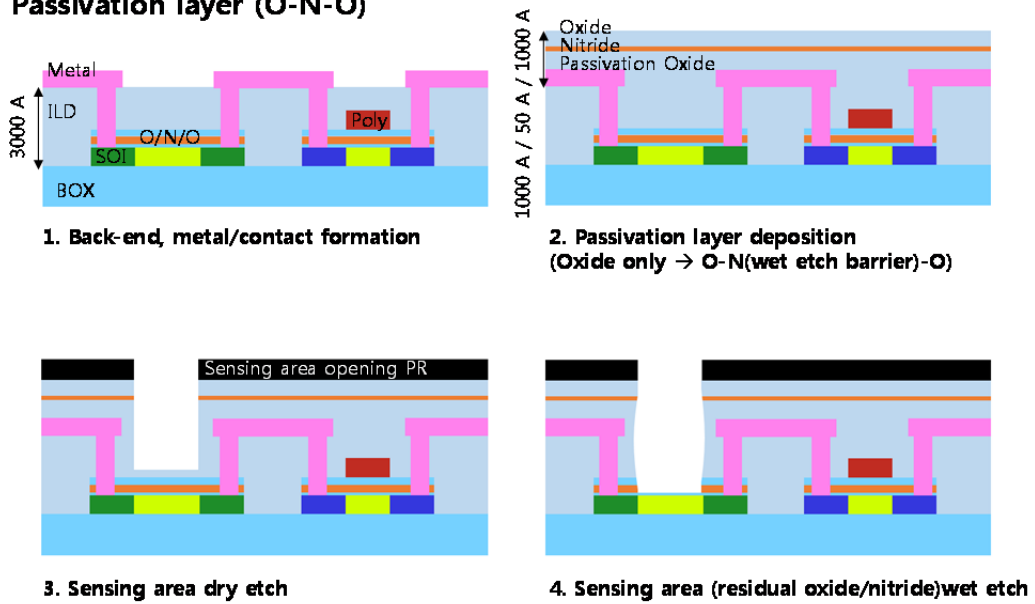 Passivation layer (O-N-O)
Metal
ILD
3000 A
O/N/O
Poly
SOI
BOX
1. Back-end, metal/contact formation
Oxide
Nitride
Passivation Oxide
1000 A / 50 A / 1000 A
2. Passivation layer deposition
(Oxide only → O-N(wet etch barrier)-O)
Sensing area opening PR
3. Sensing area dry etch
4. Sensing area (residual oxide/nitride)wet etch